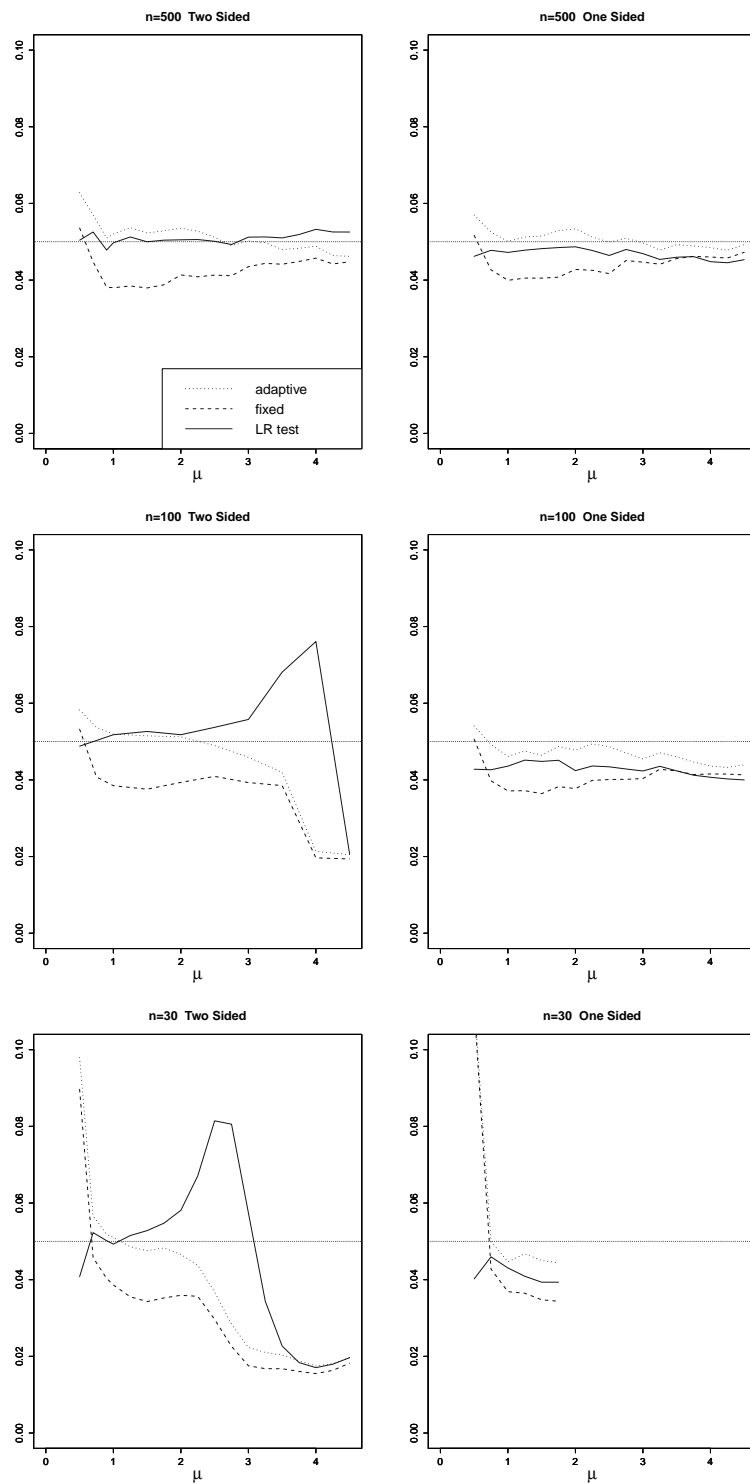 n=500 Two Sided
0.10
0.08
0.06
0.04
0.02
0.00
0 1 2 3 4
μ
adaptive
fixed
LR test
n=500 One Sided
0.10
0.08
0.06
0.04
0.02
0.00
0 1 2 3 4
μ
n=100 Two Sided
0.10
0.08
0.06
0.04
0.02
0.00
0 1 2 3 4
μ
n=100 One Sided
0.10
0.08
0.06
0.04
0.02
0.00
0 1 2 3 4
μ
n=30 Two Sided
0.10
0.08
0.06
0.04
0.02
0.00
0 1 2 3 4
μ
n=30 One Sided
0.10
0.08
0.06
0.04
0.02
0.00
0 1 2 3 4
μ